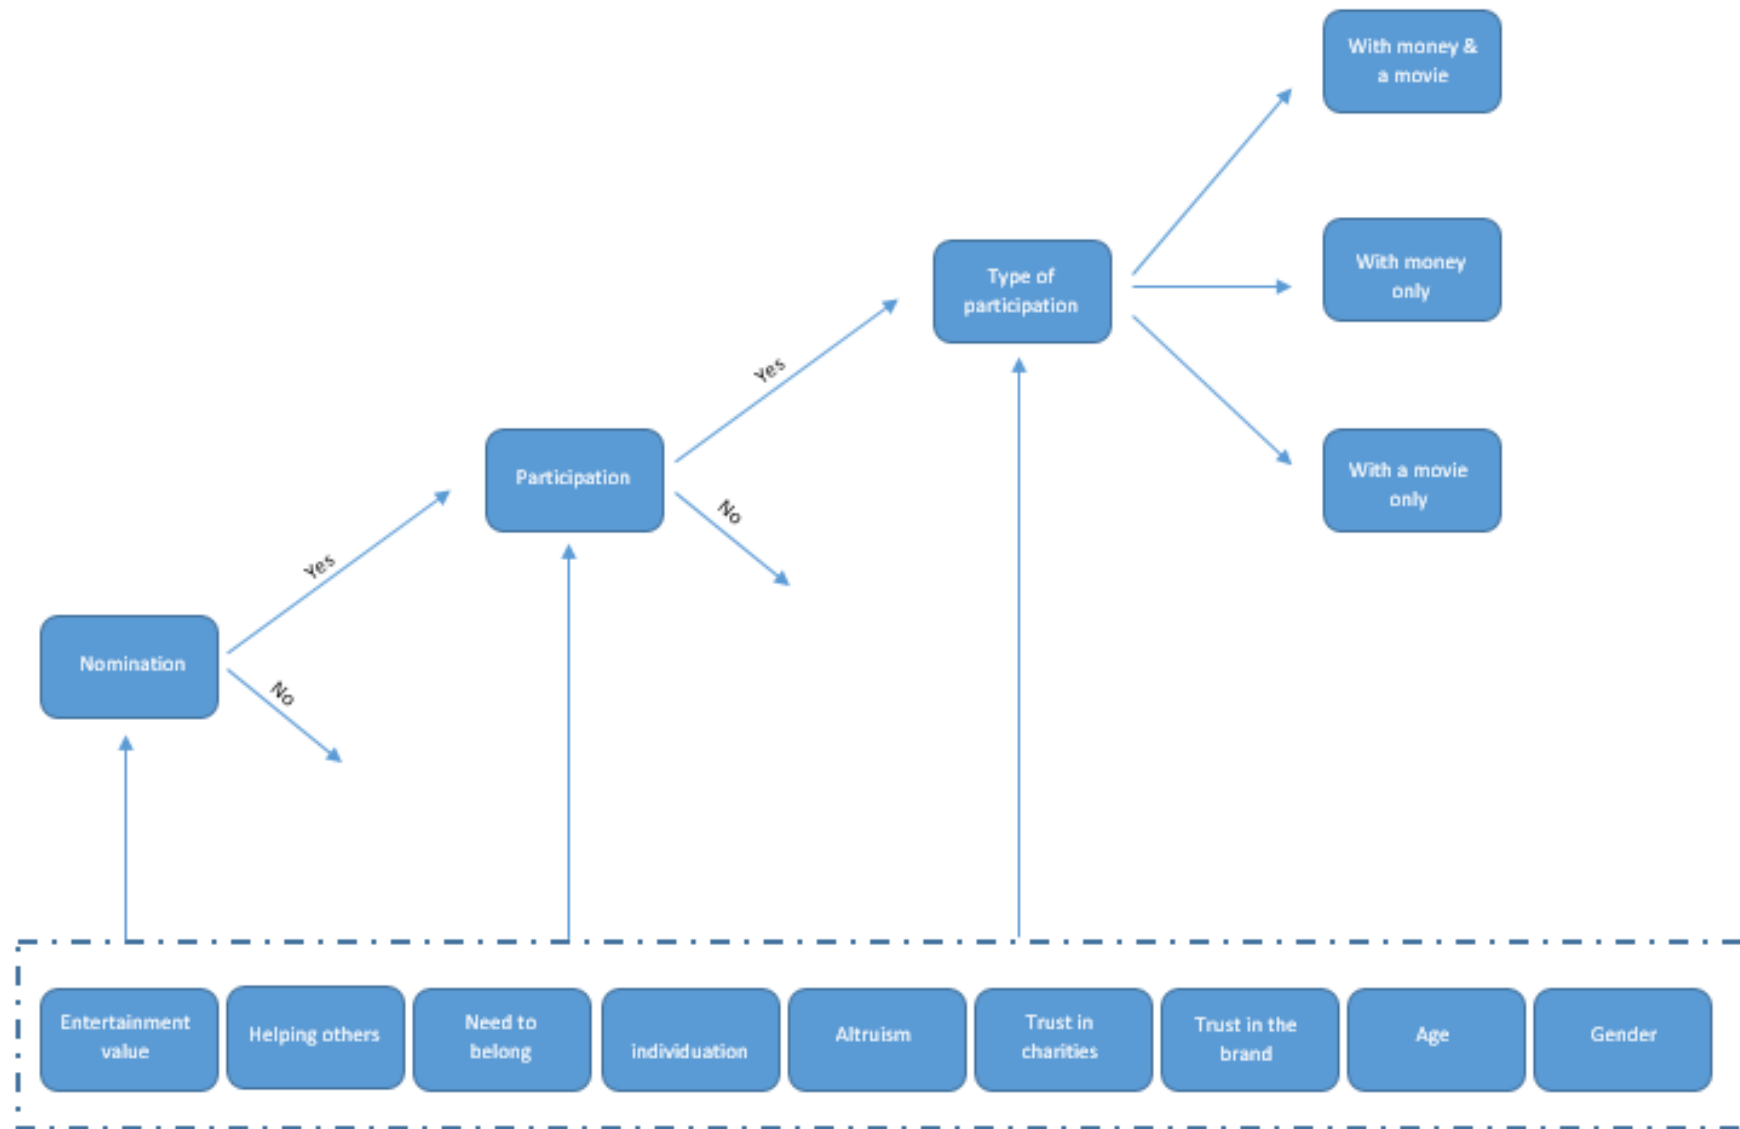 With money &
a movie
With money
only
Type of
participation
Yes
With a movie
only
Participation
No
Yes
Nomination
No
Entertainment
value
Helping others
Need to
belong
individuation
Altruism
Trust in
charities
Trust in the
brand
Age
Gender